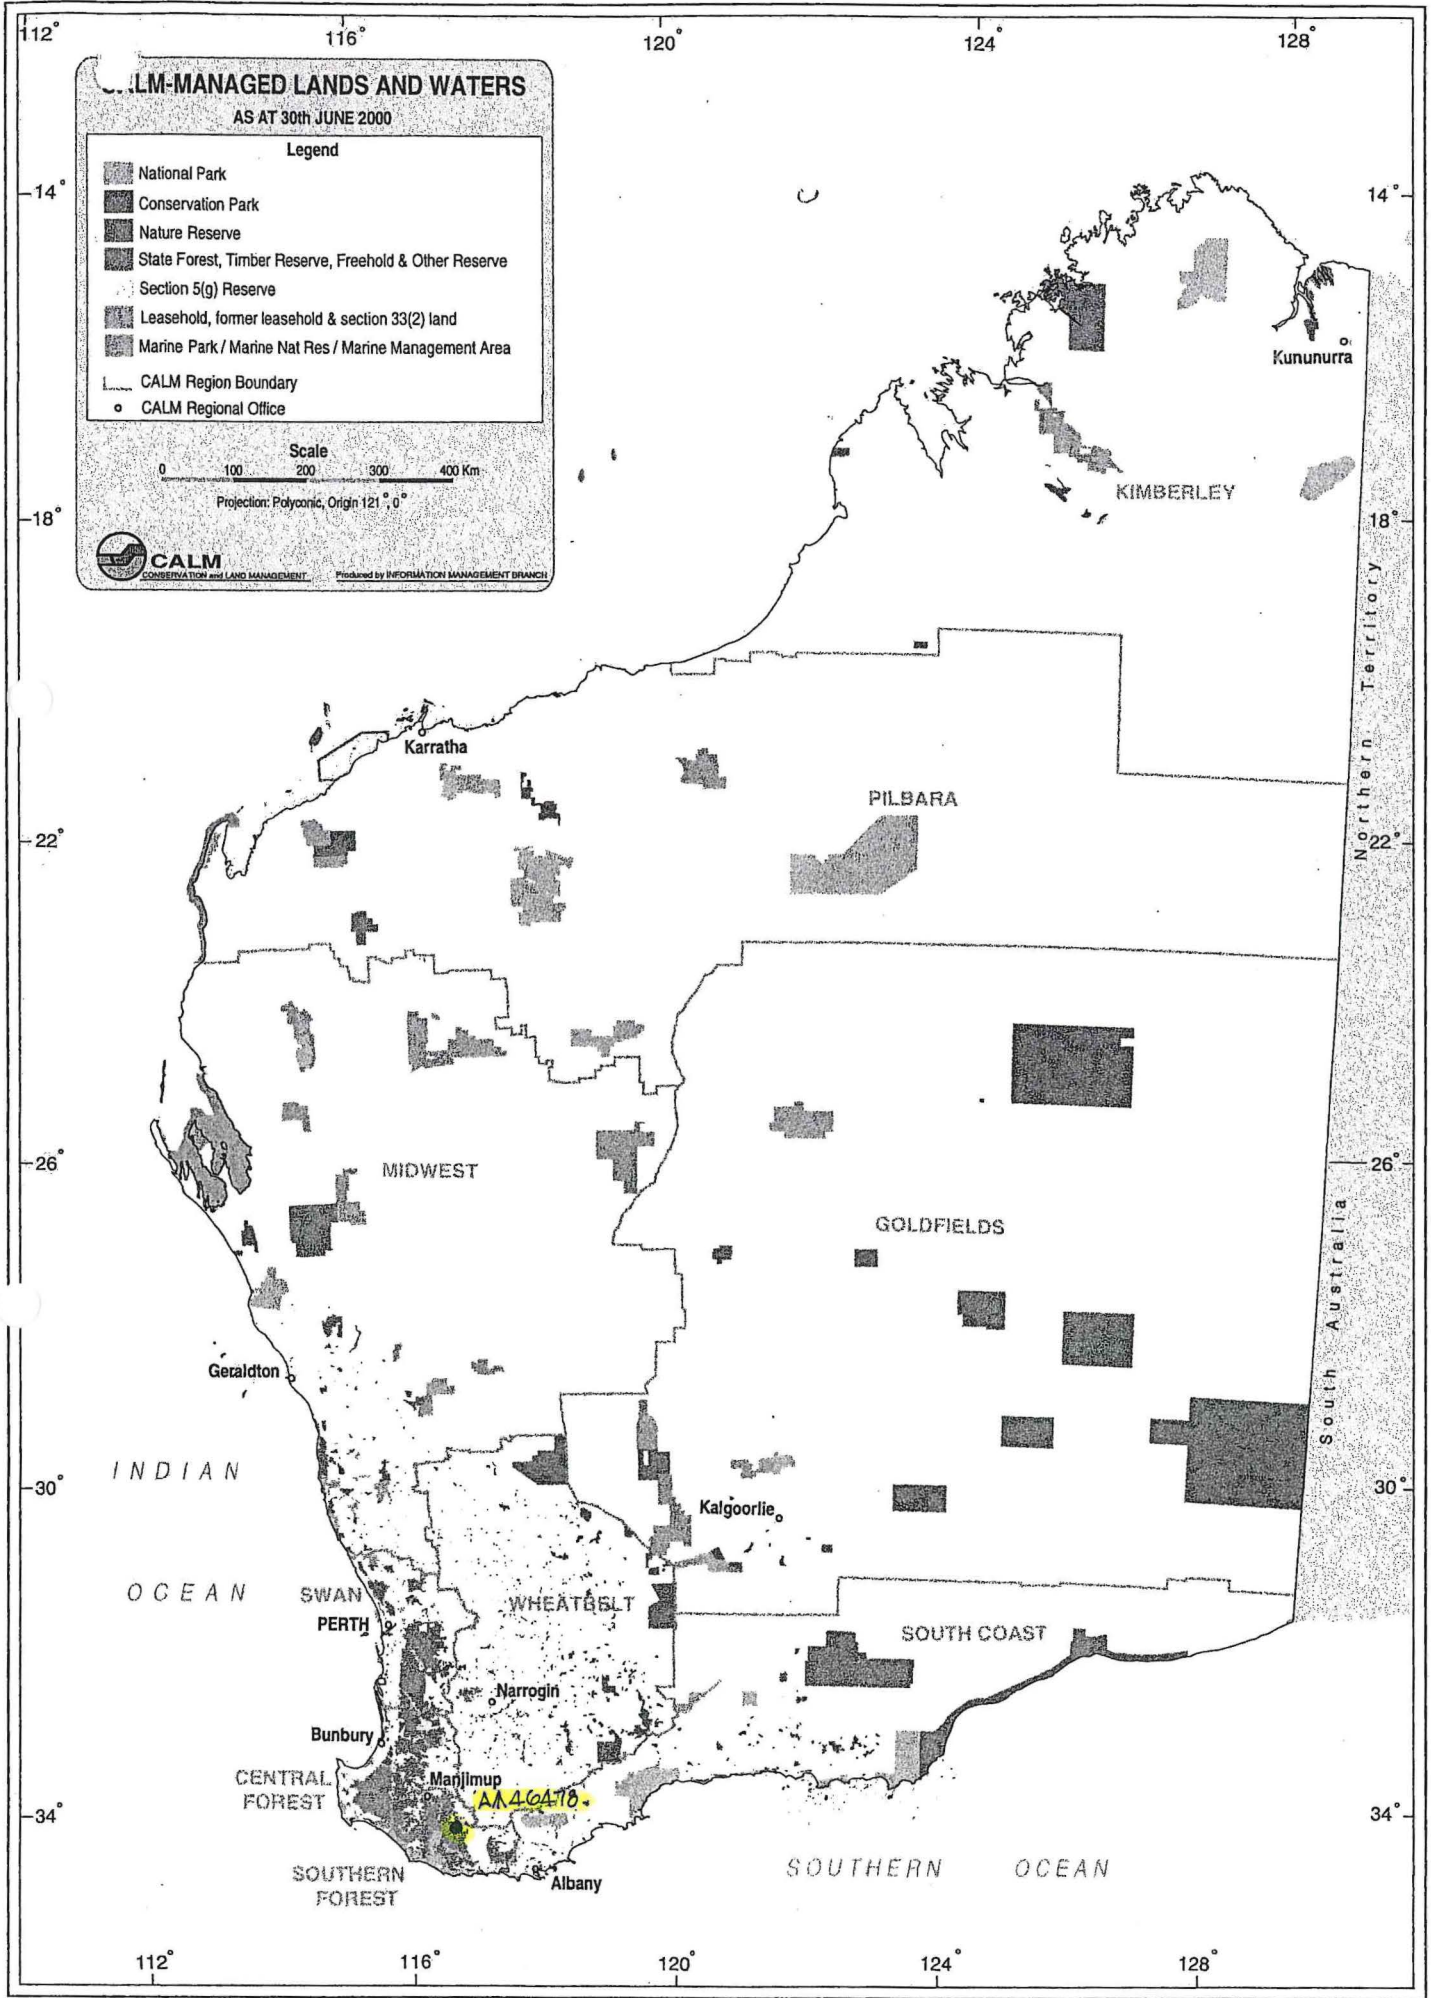 112° 116° 120° 124° 128°
CALM-MANAGED LANDS AND WATERS
AS AT 30th JUNE 2000
Legend
National Park
Conservation Park
Nature Reserve
State Forest, Timber Reserve, Freehold & Other Reserve
Section 5(g) Reserve
Leasehold, former leasehold & section 33(2) land
Marine Park / Marine Nat Res / Marine Management Area
CALM Region Boundary
CALM Regional Office
Scale
0 100 200 300 400 Km
Projection: Polyconic, Origin 121°, 0°
CALM
CONSERVATION and LAND MANAGEMENT
Produced by INFORMATION MANAGEMENT BRANCH
14° 14°
Kununurra
KIMBERLEY
18° 18°
Northern Territory
Karratha
PILBARA
22° 22°
26° 26°
MIDWEST
GOLDFIELDS
South Australia
Geraldton
INDIAN
30° 30°
Kalgoorlie
OCEAN
SWAN
WHEATBELT
PERTH
SOUTH COAST
Narrogin
Bunbury
CENTRAL
FOREST
Manjimup
34° 34°
SOUTHERN
FOREST
Albany
SOUTHERN OCEAN
112° 116° 120° 124° 128°